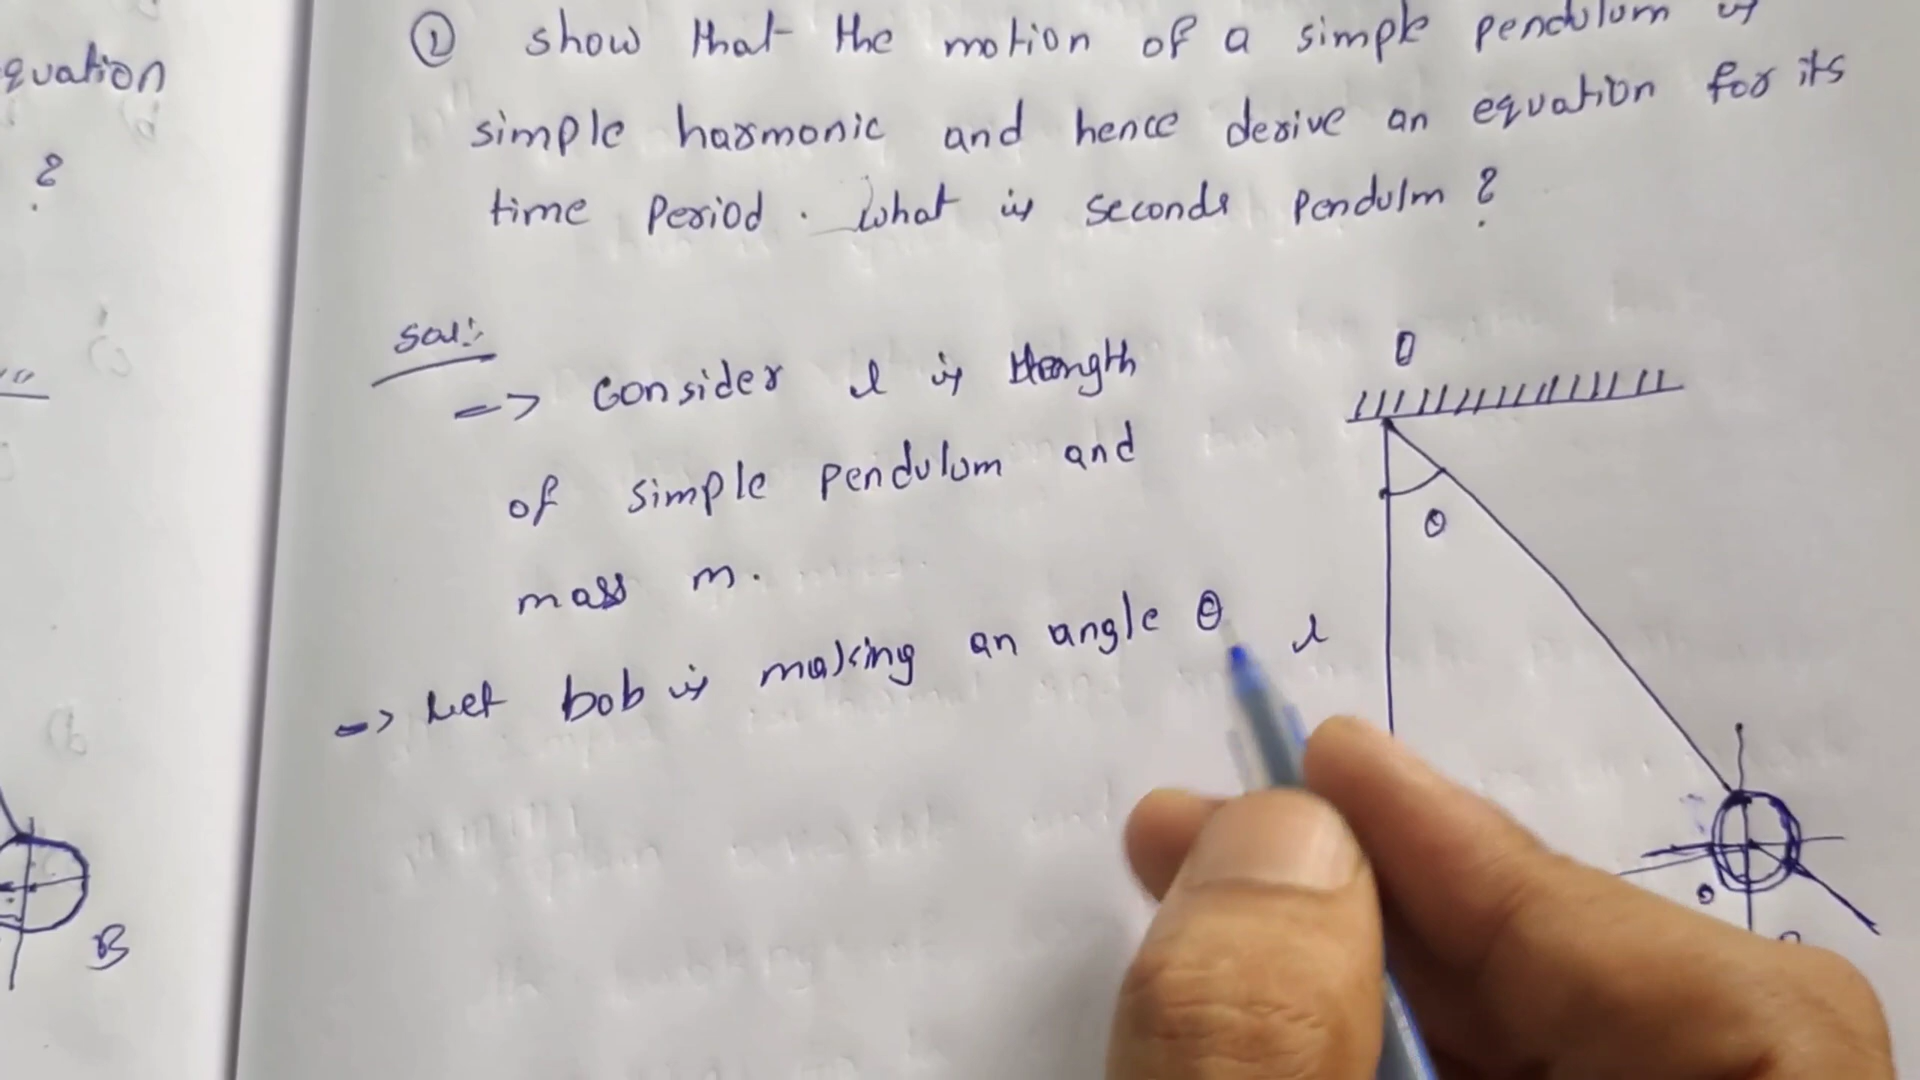 quation
?
① show that the motion of a simple pendulum is
simple harmonic and hence derive an equation for its
time period. What is seconds pendulm?
Sol:
=> Consider l is length
of simple pendulum and
mass m.
=> Let bob is making an angle θ
O
θ
l
θ
B